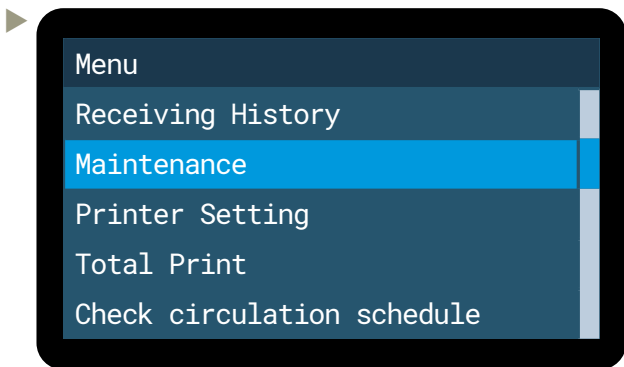 Menu
Receiving History
Maintenance
Printer Setting
Total Print
Check circulation schedule